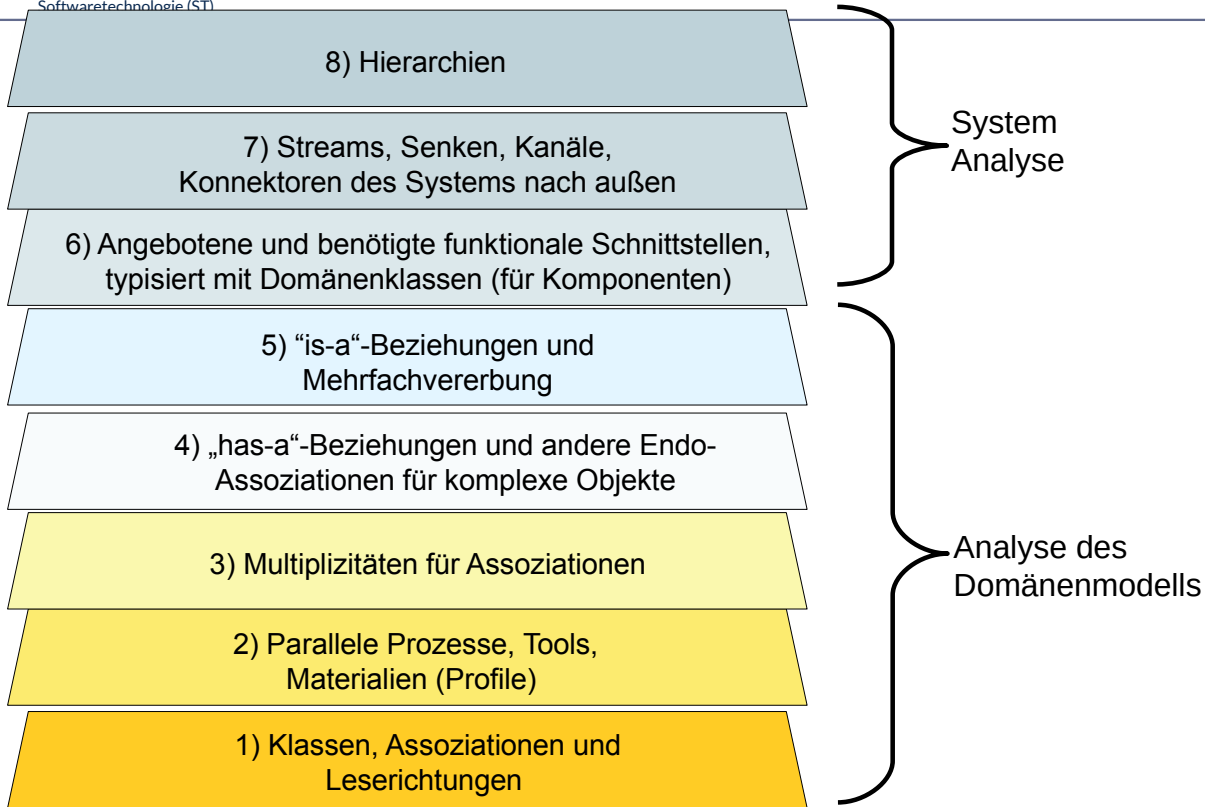 Softwaretechnologie (ST)
8) Hierarchien
7) Streams, Senken, Kanäle,
Konnektoren des Systems nach außen
6) Angebotene und benötigte funktionale Schnittstellen,
typisiert mit Domänenklassen (für Komponenten)
System
Analyse
5) “is-a“-Beziehungen und
Mehrfachvererbung
4) „has-a“-Beziehungen und andere Endo-
Assoziationen für komplexe Objekte
3) Multiplizitäten für Assoziationen
2) Parallele Prozesse, Tools,
Materialien (Profile)
1) Klassen, Assoziationen und
Leserichtungen
Analyse des
Domänenmodells